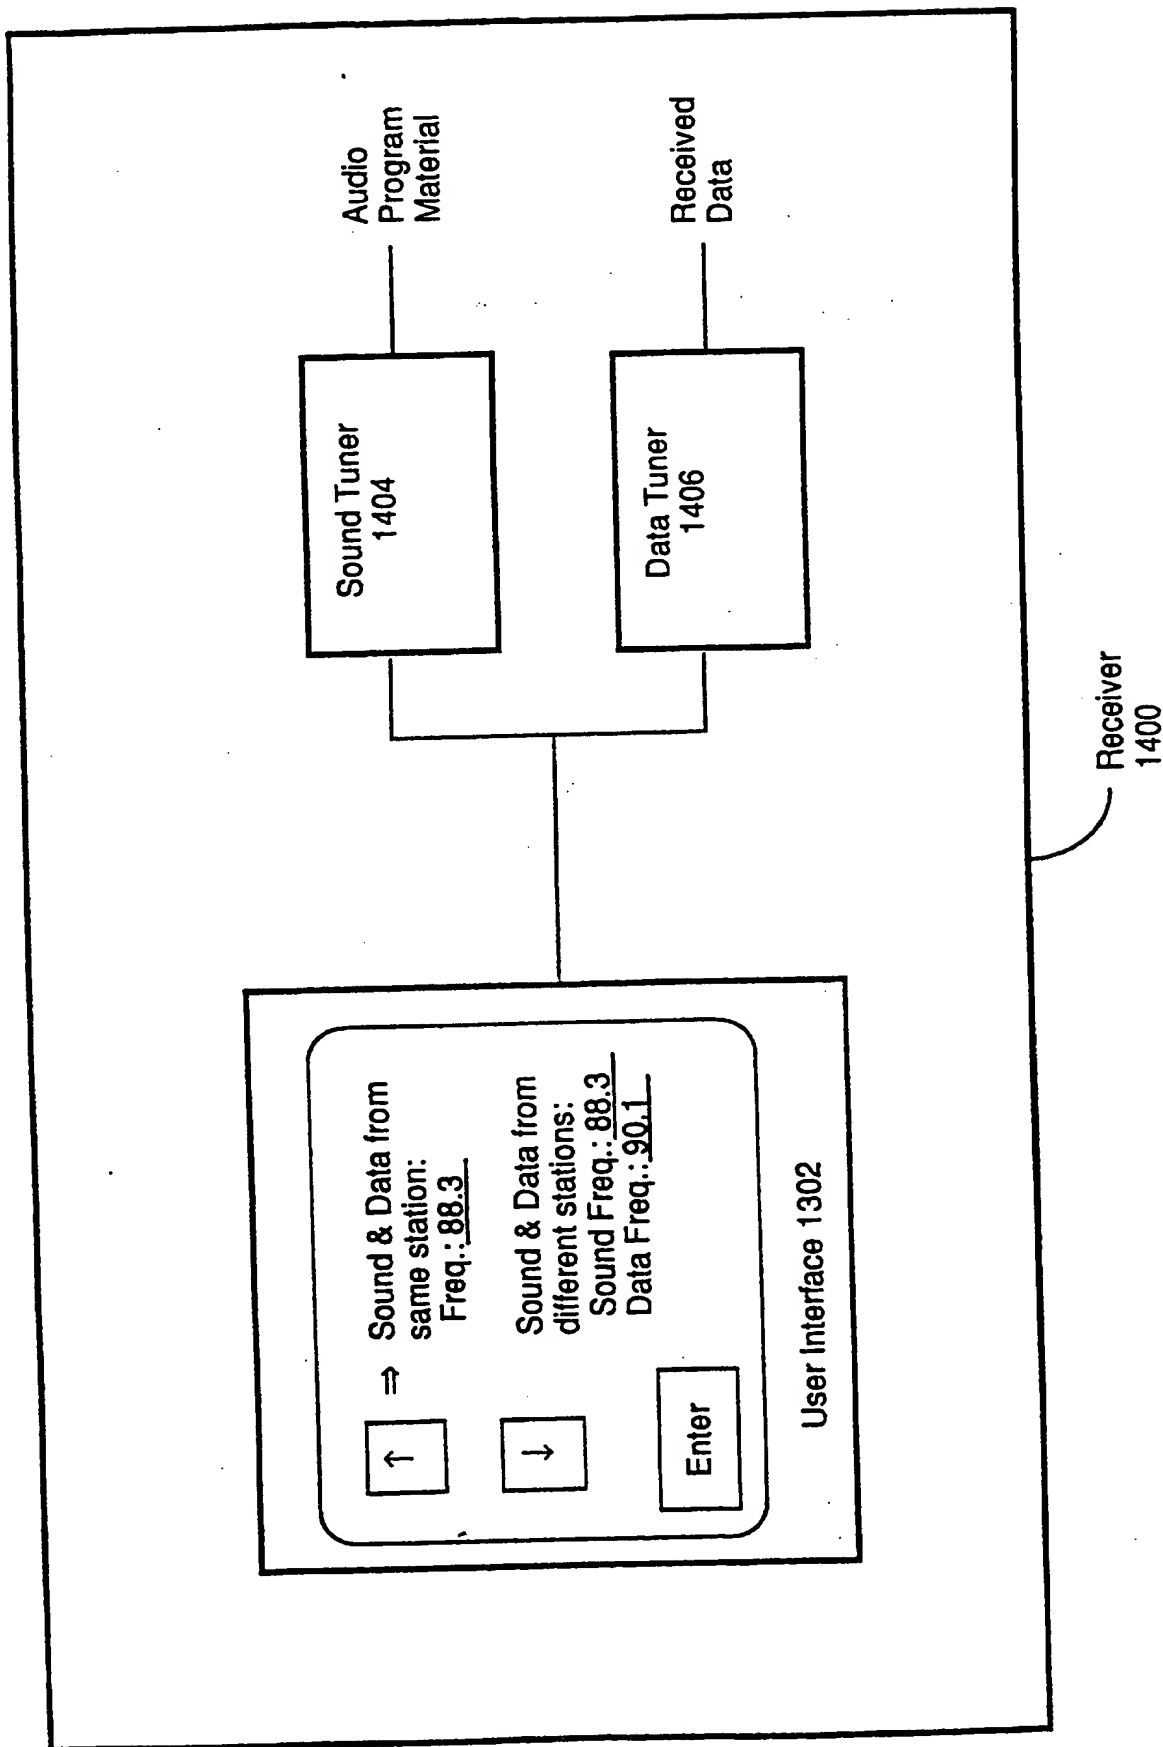 ↑
⇒ Sound & Data from
same station:
Freq.: 88.3
↓
Sound & Data from
different stations:
Sound Freq.: 88.3
Data Freq.: 90.1
Enter
User Interface 1302
Sound Tuner
1404
Audio
Program
Material
Data Tuner
1406
Received
Data
Receiver
1400